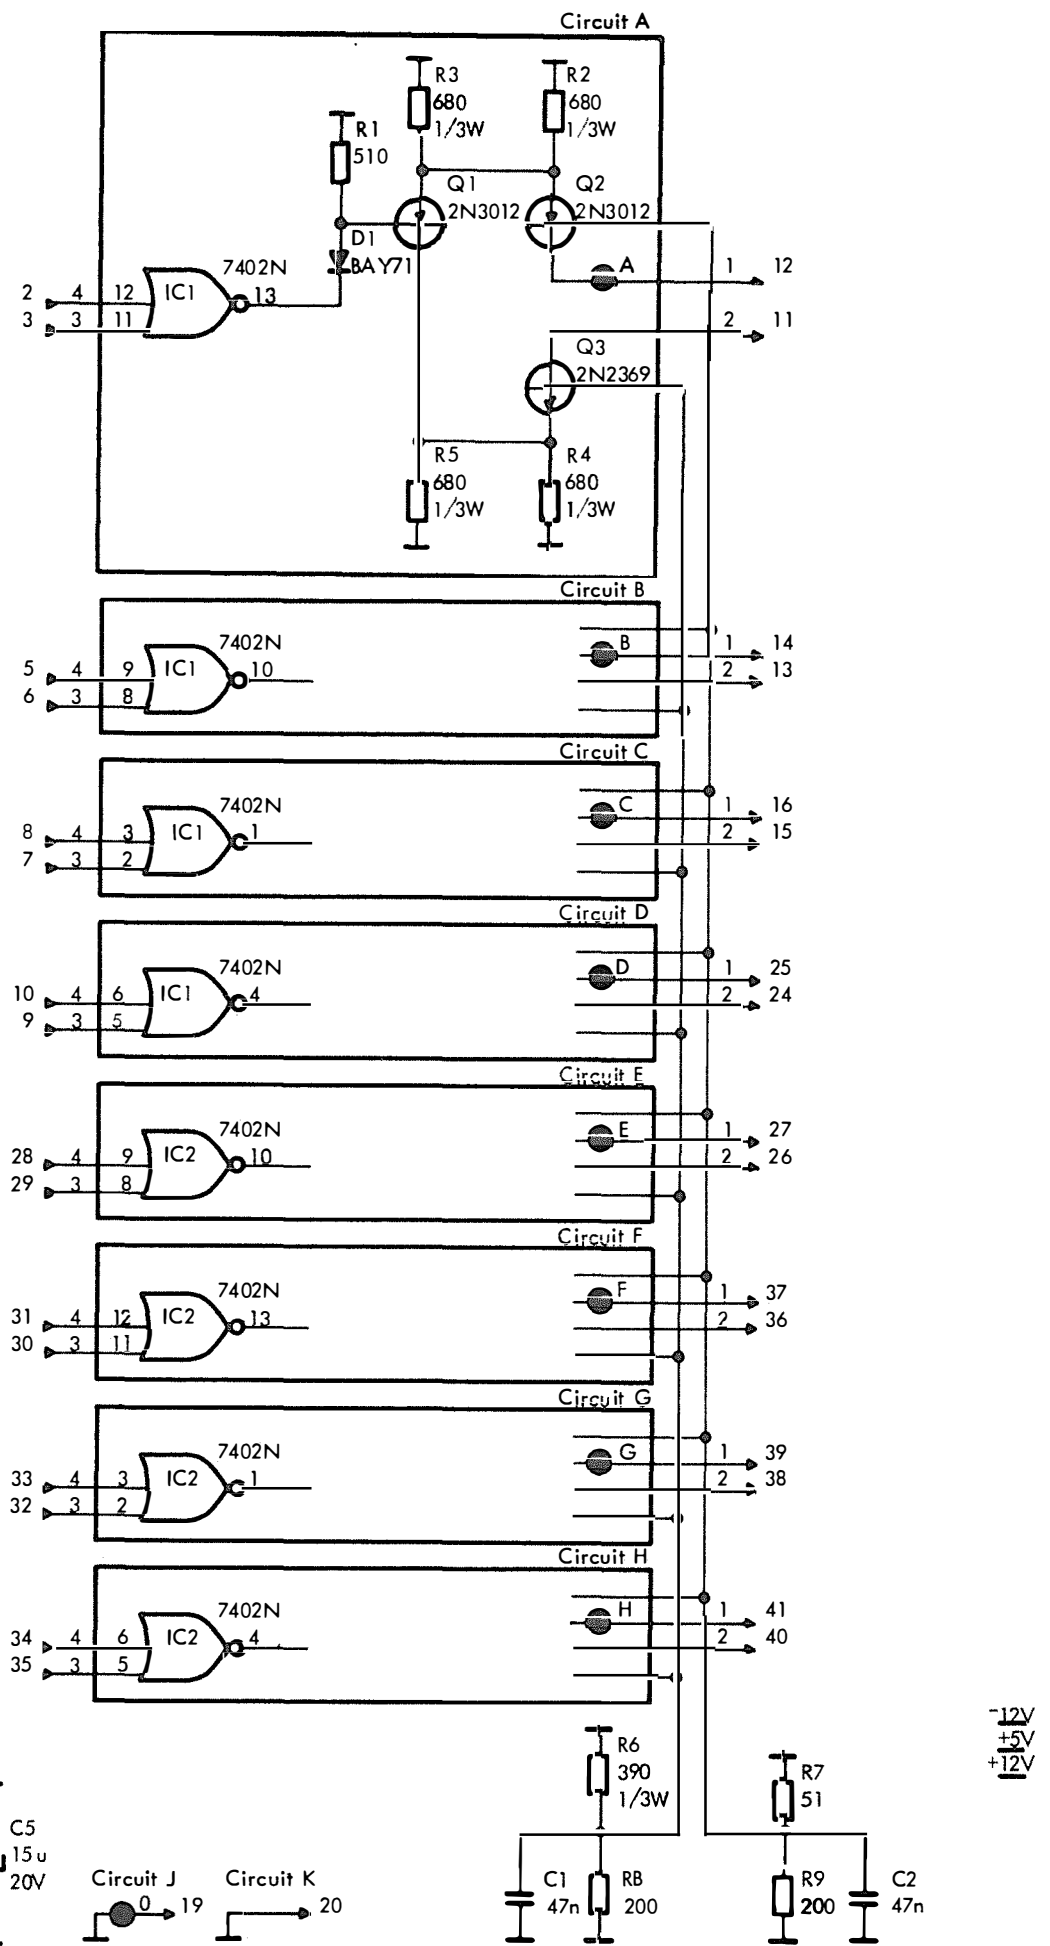 Circuit A
R3 680 1/3W
R2 680 1/3W
R1 510
Q1 2N3012
Q2 2N3012
D1 BAY71
7402N
IC1
2 4 12 13
3 3 11
A 1 12
2 11
Q3 2N2369
R5 680 1/3W
R4 680 1/3W
Circuit B
7402N
IC1
5 4 9 10
6 3 8
B 1 14
2 13
Circuit C
7402N
IC1
8 4 3 1
7 3 2
C 1 16
2 15
Circuit D
7402N
IC1
10 4 6 4
9 3 5
D 1 25
2 24
Circuit E
7402N
IC2
28 4 9 10
29 3 8
E 1 27
2 26
Circuit F
7402N
IC2
31 4 12 13
30 3 11
F 1 37
2 36
Circuit G
7402N
IC2
33 4 3 1
32 3 2
G 1 39
2 38
Circuit H
7402N
IC2
34 4 6 4
35 3 5
H 1 41
2 40
-12V
+5V
+12V
R6 390 1/3W
R7 51
C5 15u 20V
Circuit J
0 19
Circuit K
20
C1 47n
RB 200
R9 200
C2 47n